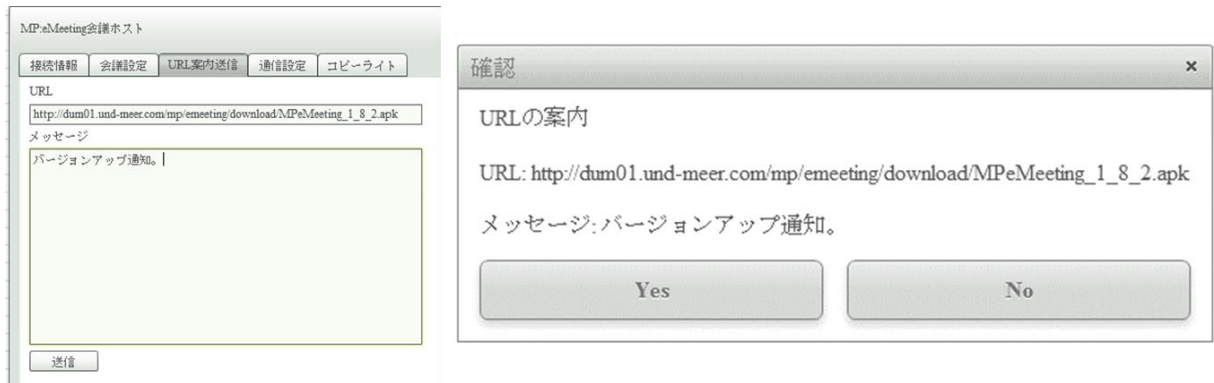 MP:eMeeting会議ホスト
接続情報 会議設定 URL案内送信 通信設定 コピーライト
URL
http://dum01.und-meer.com/mp/emeeting/download/MPeMeeting_1_8_2.apk
メッセージ
バージョンアップ通知。
送信
確認 ×
URLの案内
URL: http://dum01.und-meer.com/mp/emeeting/download/MPeMeeting_1_8_2.apk
メッセージ: バージョンアップ通知。
Yes No